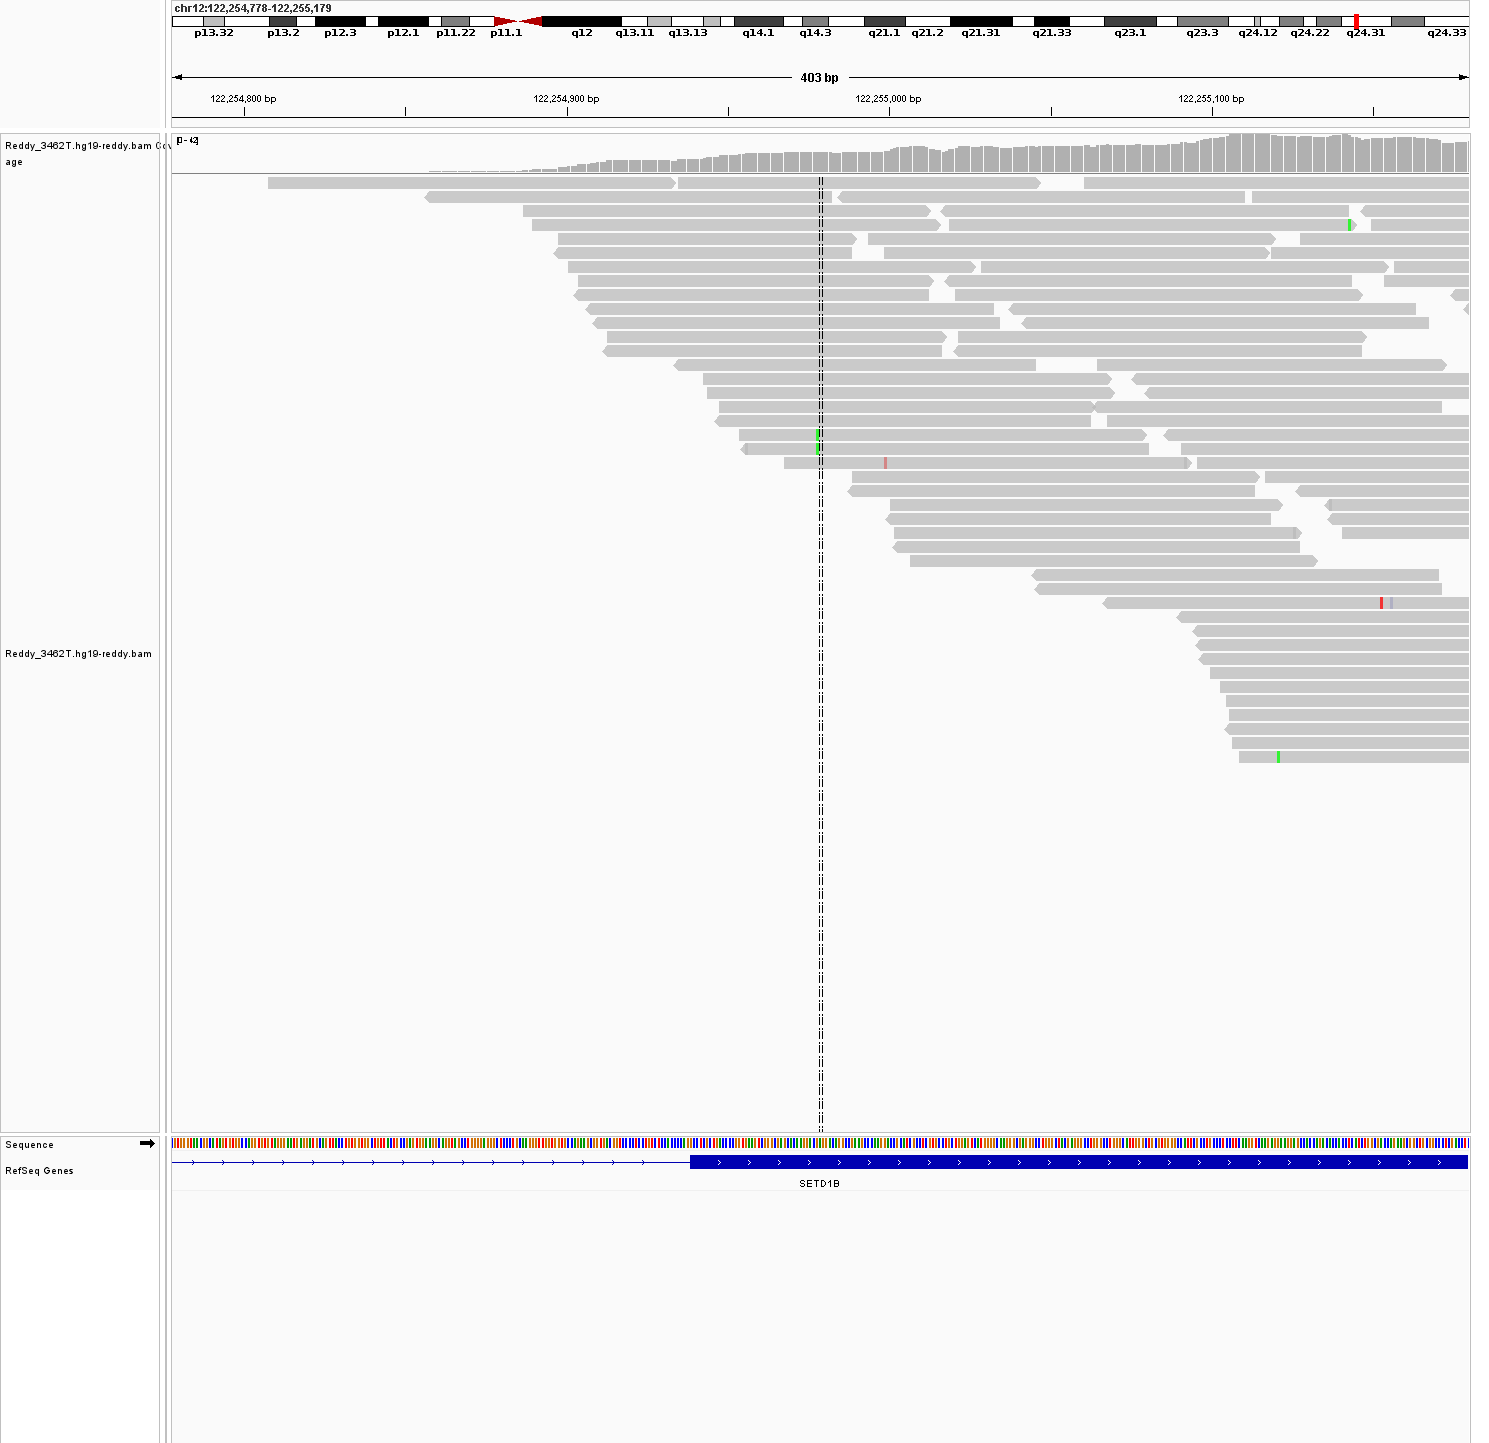 chr12:122,254,778-122,255,179
p13.32 p13.2 p12.3 p12.1 p11.22 p11.1 q12 q13.11 q13.13 q14.1 q14.3 q21.1 q21.2 q21.31 q21.33 q23.1 q23.3 q24.12 q24.22 q24.31 q24.33
403 bp
122,254,800 bp 122,254,900 bp 122,255,000 bp 122,255,100 bp
Reddy_3462T.hg19-reddy.bam Cov
age
[0 - 42]
Reddy_3462T.hg19-reddy.bam
Sequence
RefSeq Genes
SETD1B